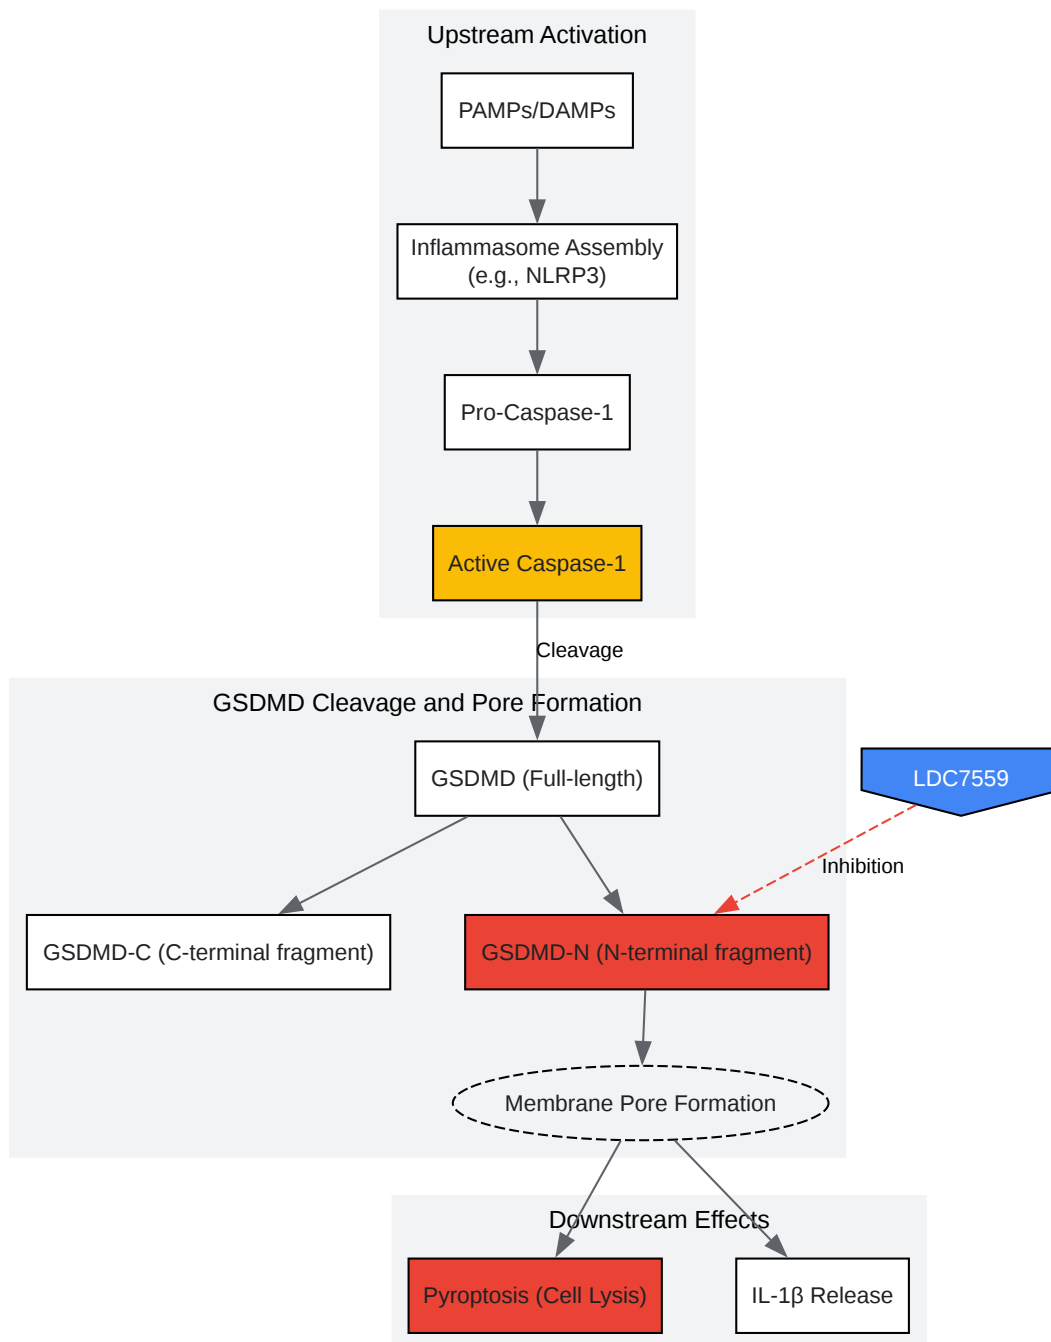 Upstream Activation
PAMPs/DAMPs
Inflammasome Assembly
(e.g., NLRP3)
Pro-Caspase-1
Active Caspase-1
Cleavage
GSDMD Cleavage and Pore Formation
GSDMD (Full-length)
LDC7559
Inhibition
GSDMD-C (C-terminal fragment)
GSDMD-N (N-terminal fragment)
Membrane Pore Formation
Downstream Effects
Pyroptosis (Cell Lysis)
IL-1β Release